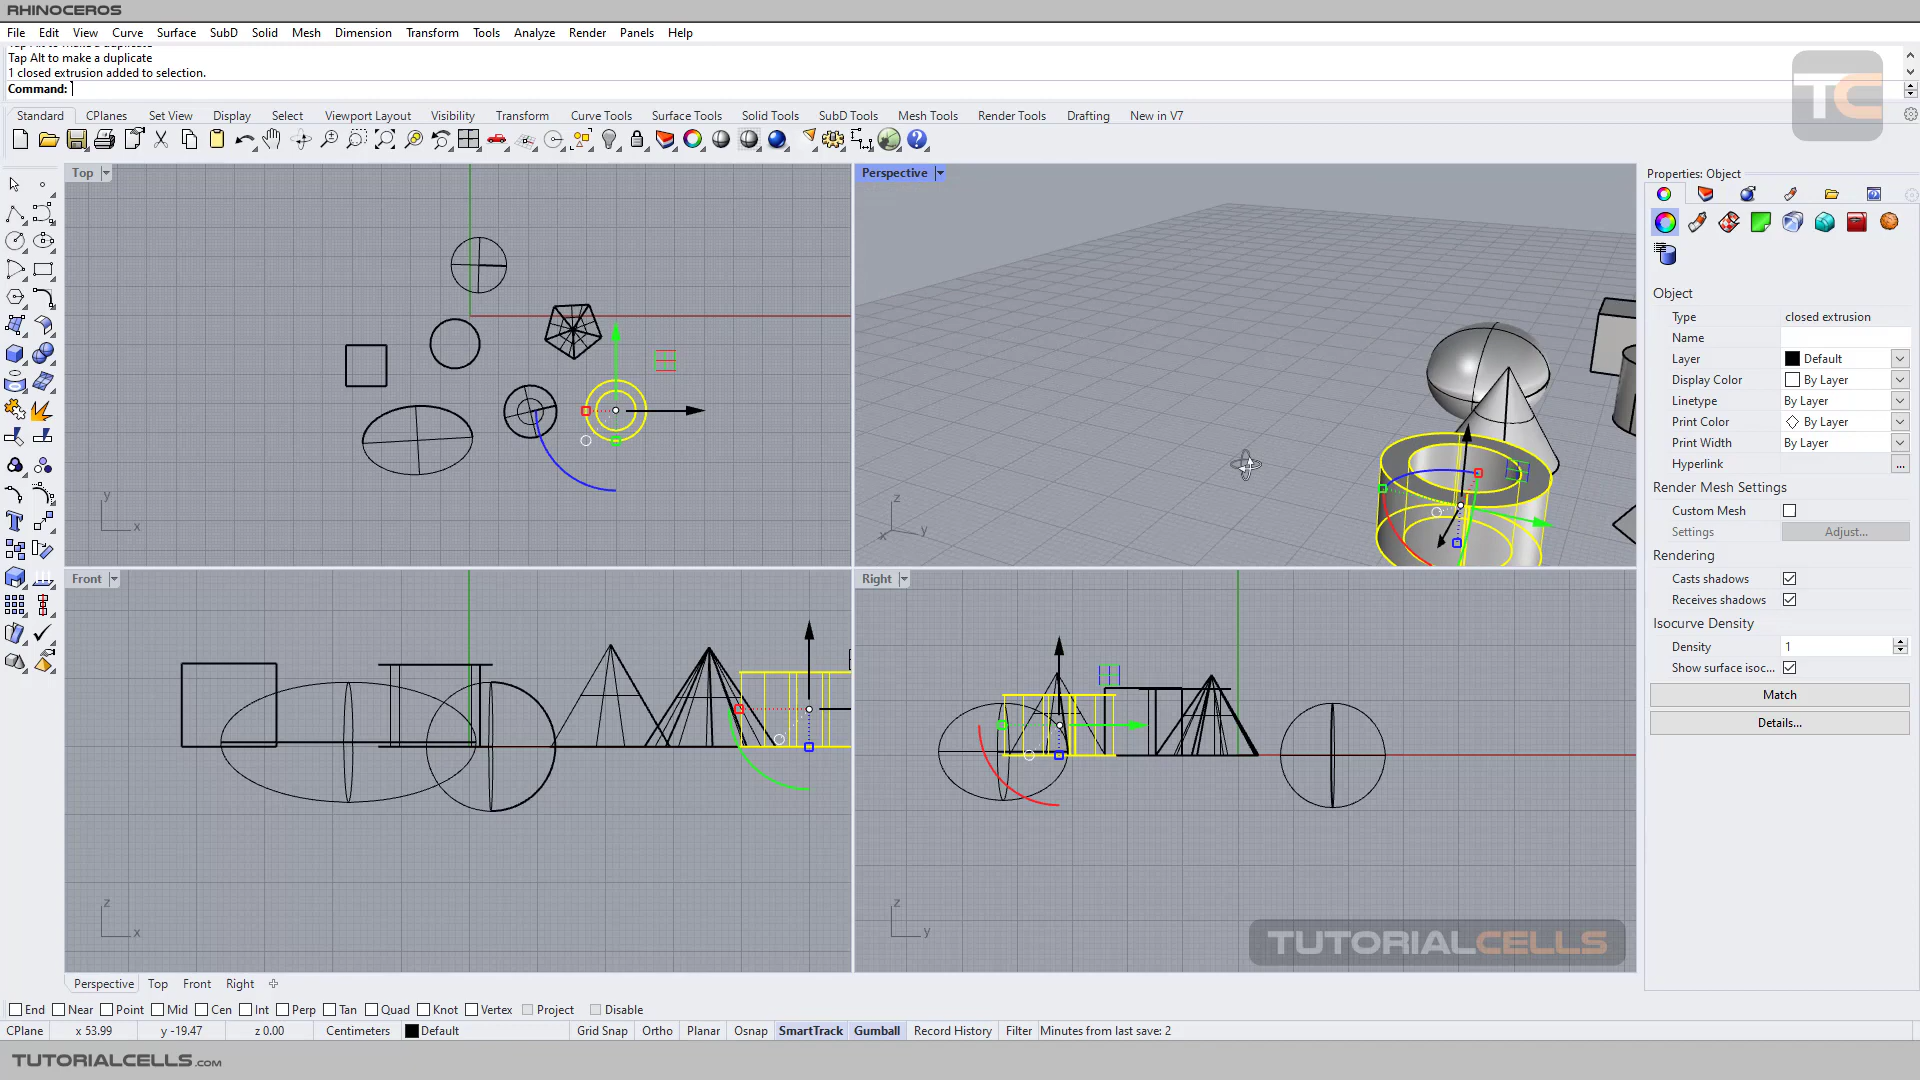 RHINOCEROS
File Edit View Curve Surface SubD Solid Mesh Dimension Transform Tools Analyze Render Panels Help
Tap Alt to make a duplicate
Tap Alt to make a duplicate
1 closed extrusion added to selection.
Command:
TC
Standard CPlanes Set View Display Select Viewport Layout Visibility Transform Curve Tools Surface Tools Solid Tools SubD Tools Mesh Tools Render Tools Drafting New in V7
Top
Perspective
Properties: Object
Object
Type closed extrusion
Name
Layer Default
Display Color By Layer
Linetype By Layer
Print Color By Layer
Print Width By Layer
Hyperlink ...
Render Mesh Settings
Custom Mesh
Settings Adjust...
Rendering
Casts shadows
Receives shadows
Isocurve Density
Density 1
Show surface isoc...
Match
Details...
y
x
z
y
x
Front
Right
z
x
z
y
TUTORIALCELLS
Perspective Top Front Right
End Near Point Mid Cen Int Perp Tan Quad Knot Vertex Project Disable
CPlane x 53.99 y -19.47 z 0.00 Centimeters Default Grid Snap Ortho Planar Osnap SmartTrack Gumball Record History Filter Minutes from last save: 2
TUTORIALCELLS.COM